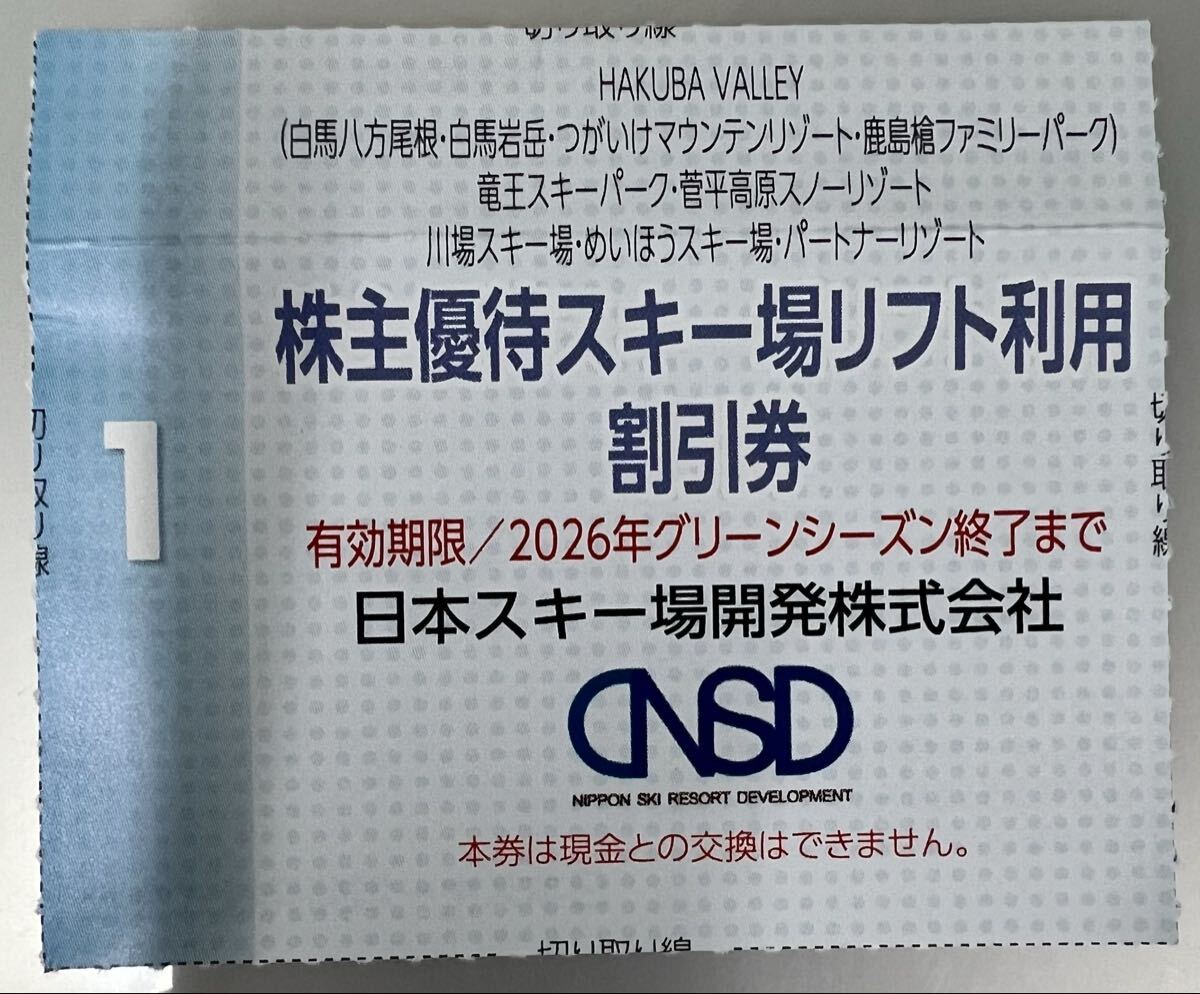 切り取り線
HAKUBA VALLEY
(白馬八方尾根・白馬岩岳・つがいけマウンテンリゾート・鹿島槍ファミリーパーク)
竜王スキーパーク・菅平高原スノーリゾート
川場スキー場・めいほうスキー場・パートナーリゾート
株主優待スキー場リフト利用
割引券
切り取り線
1
切り取り線
有効期限／2026年グリーンシーズン終了まで
日本スキー場開発株式会社
NSD
NIPPON SKI RESORT DEVELOPMENT
本券は現金との交換はできません。
切り取り線